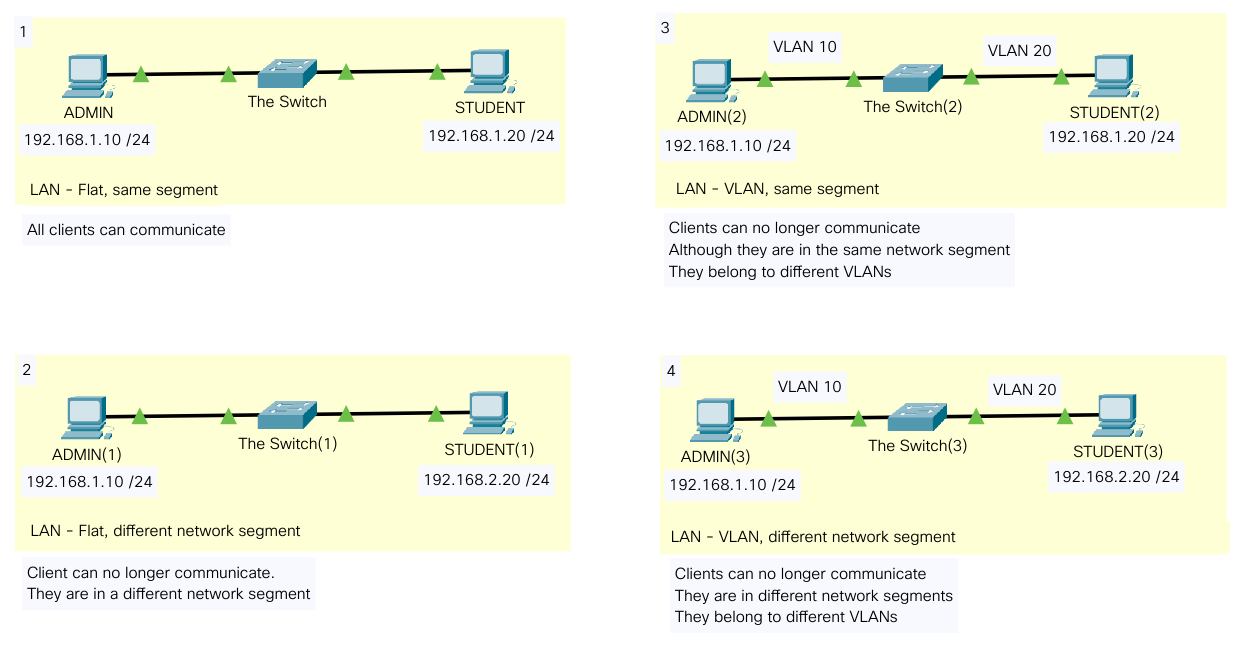 1
The Switch
ADMIN
STUDENT
192.168.1.10 /24
192.168.1.20 /24
LAN - Flat, same segment
All clients can communicate
3
VLAN 10
VLAN 20
The Switch(2)
ADMIN(2)
STUDENT(2)
192.168.1.10 /24
192.168.1.20 /24
LAN - VLAN, same segment
Clients can no longer communicate
Although they are in the same network segment
They belong to different VLANs
2
The Switch(1)
ADMIN(1)
STUDENT(1)
192.168.1.10 /24
192.168.2.20 /24
LAN - Flat, different network segment
Client can no longer communicate.
They are in a different network segment
4
VLAN 10
VLAN 20
The Switch(3)
ADMIN(3)
STUDENT(3)
192.168.1.10 /24
192.168.2.20 /24
LAN - VLAN, different network segment
Clients can no longer communicate
They are in different network segments
They belong to different VLANs